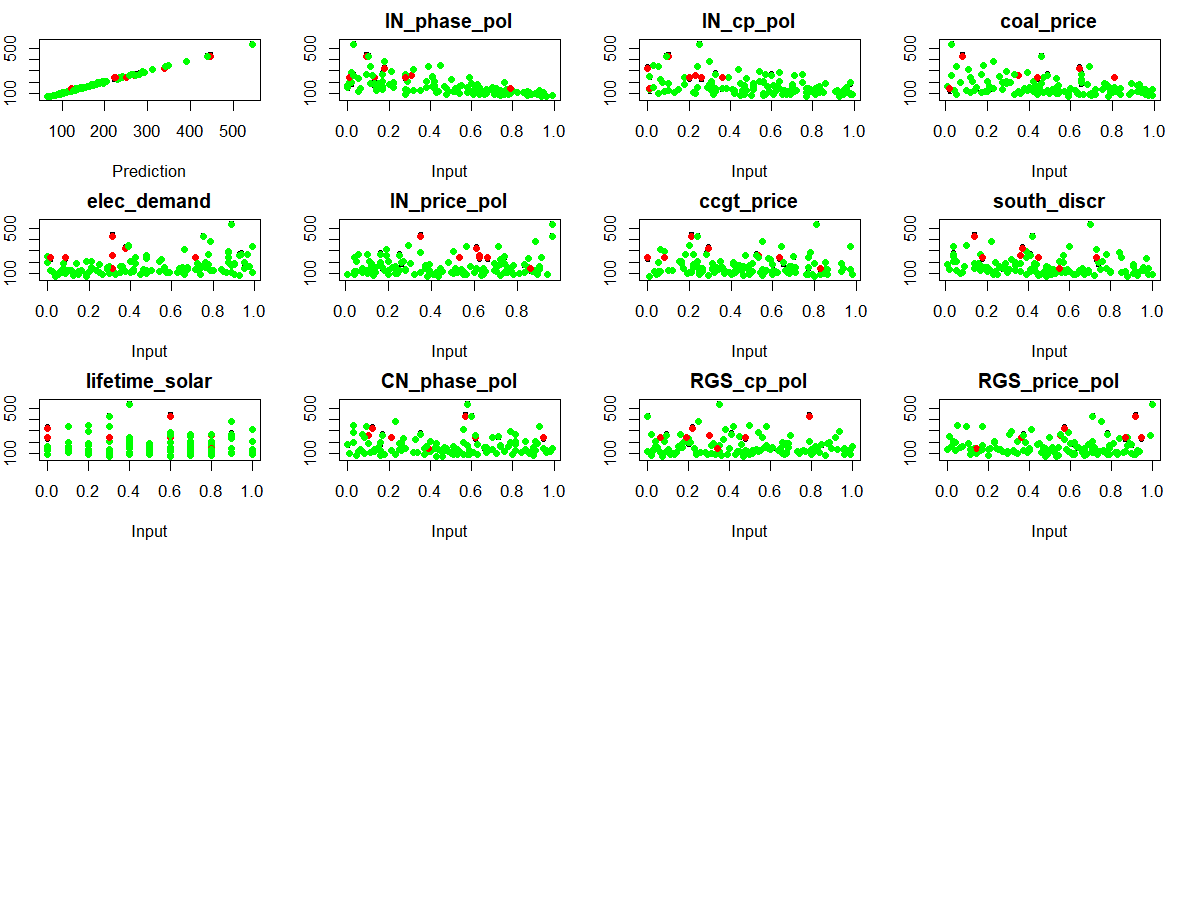 IN_phase_pol IN_cp_pol coal_price
500 500 500 500
100 100 100 100
100 200 300 400 500 0.0 0.2 0.4 0.6 0.8 1.0 0.0 0.2 0.4 0.6 0.8 1.0 0.0 0.2 0.4 0.6 0.8 1.0
Prediction Input Input Input
elec_demand IN_price_pol ccgt_price south_discr
500 500 500 500
100 100 100 100
0.0 0.2 0.4 0.6 0.8 1.0 0.0 0.2 0.4 0.6 0.8 0.0 0.2 0.4 0.6 0.8 1.0 0.0 0.2 0.4 0.6 0.8 1.0
Input Input Input Input
lifetime_solar CN_phase_pol RGS_cp_pol RGS_price_pol
500 500 500 500
100 100 100 100
0.0 0.2 0.4 0.6 0.8 1.0 0.0 0.2 0.4 0.6 0.8 1.0 0.0 0.2 0.4 0.6 0.8 1.0 0.0 0.2 0.4 0.6 0.8 1.0
Input Input Input Input